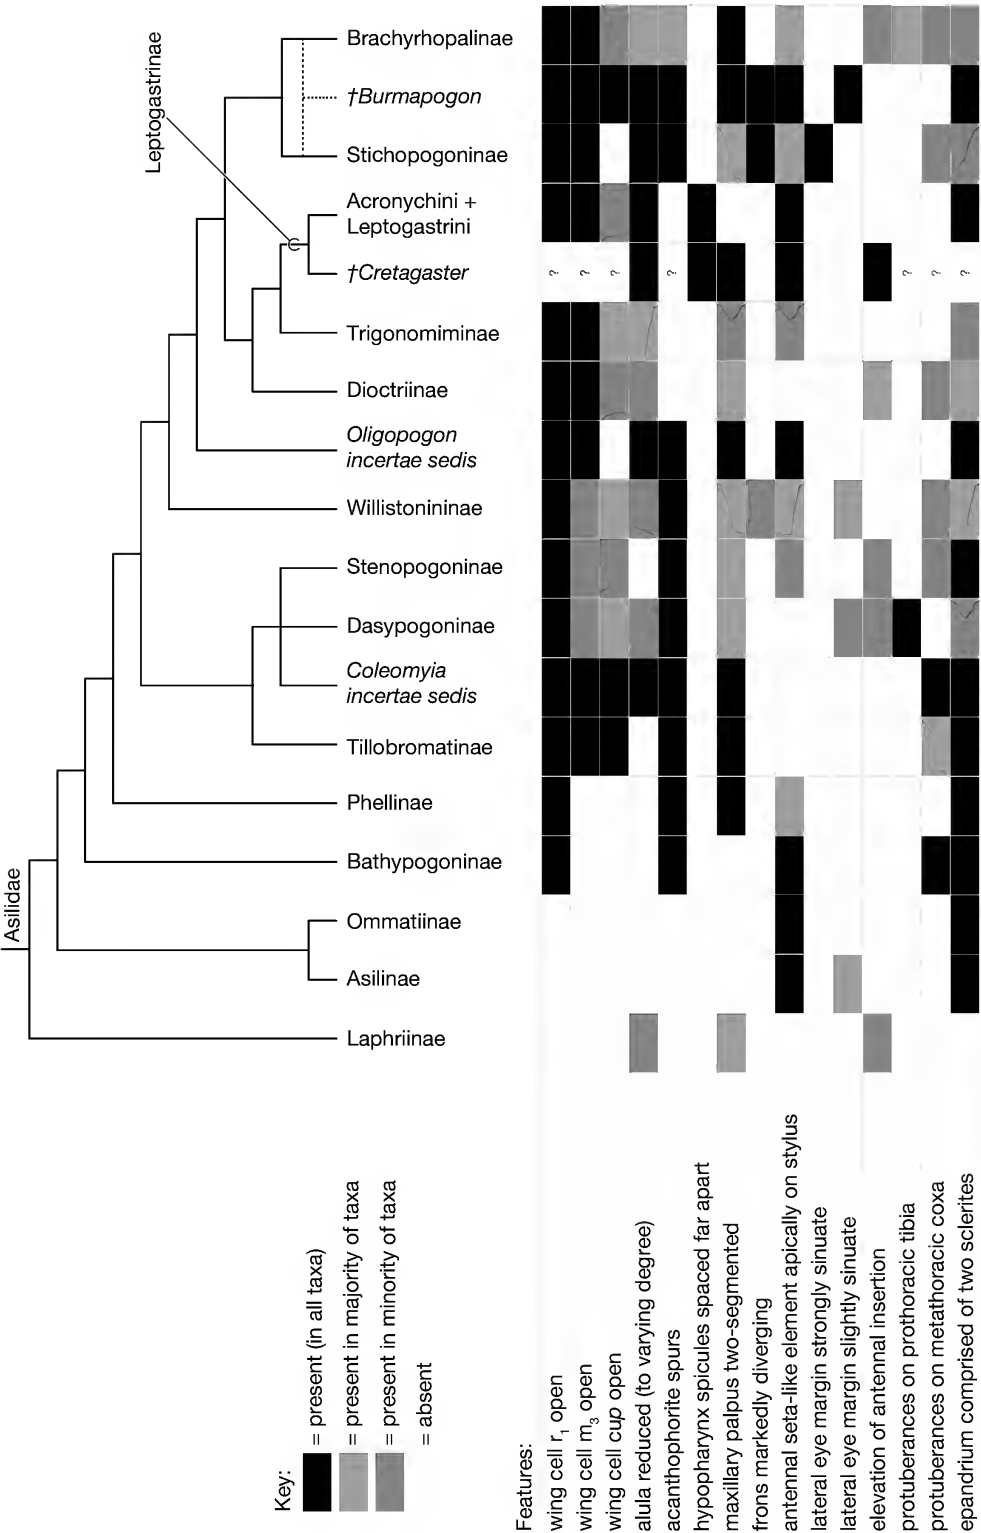 Asilidae
Leptogastrinae
Brachyrhopalinae
†Burmapogon
Stichopogoninae
Acronychini +
Leptogastrini
†Cretagaster
? ? ? ? ? ? ?
Trigonomiminae
Dioctriinae
Oligopogon
incertae sedis
Willistonininae
Stenopogoninae
Dasypogoninae
Coleomyia
incertae sedis
Tillobromatinae
Phellinae
Bathypogoninae
Ommatiinae
Asilinae
Laphriinae
Key:
= present (in all taxa)
= present in majority of taxa
= present in minority of taxa
= absent
Features:
wing cell r1 open
wing cell m3 open
wing cell cup open
alula reduced (to varying degree)
acanthophorite spurs
hypopharynx spicules spaced far apart
maxillary palpus two-segmented
frons markedly diverging
antennal seta-like element apically on stylus
lateral eye margin strongly sinuate
lateral eye margin slightly sinuate
elevation of antennal insertion
protuberances on prothoracic tibia
protuberances on metathoracic coxa
epandrium comprised of two sclerites